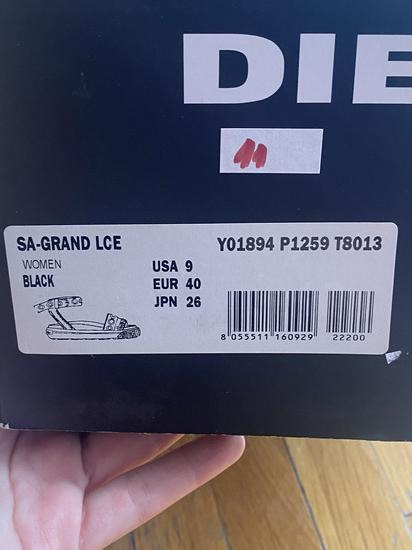 DIE
SA-GRAND LCE Y01894 P1259 T8013
WOMEN USA 9
BLACK EUR 40
JPN 26
8 055511 160929 22200